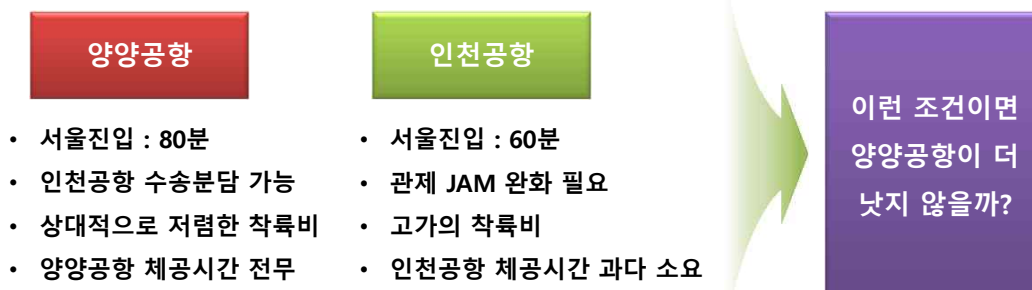 양양공항
• 서울진입 : 80분
• 인천공항 수송분담 가능
• 상대적으로 저렴한 착륙비
• 양양공항 체공시간 전무
인천공항
• 서울진입 : 60분
• 관제 JAM 완화 필요
• 고가의 착륙비
• 인천공항 체공시간 과다 소요
이런 조건이면
양양공항이 더
낫지 않을까?